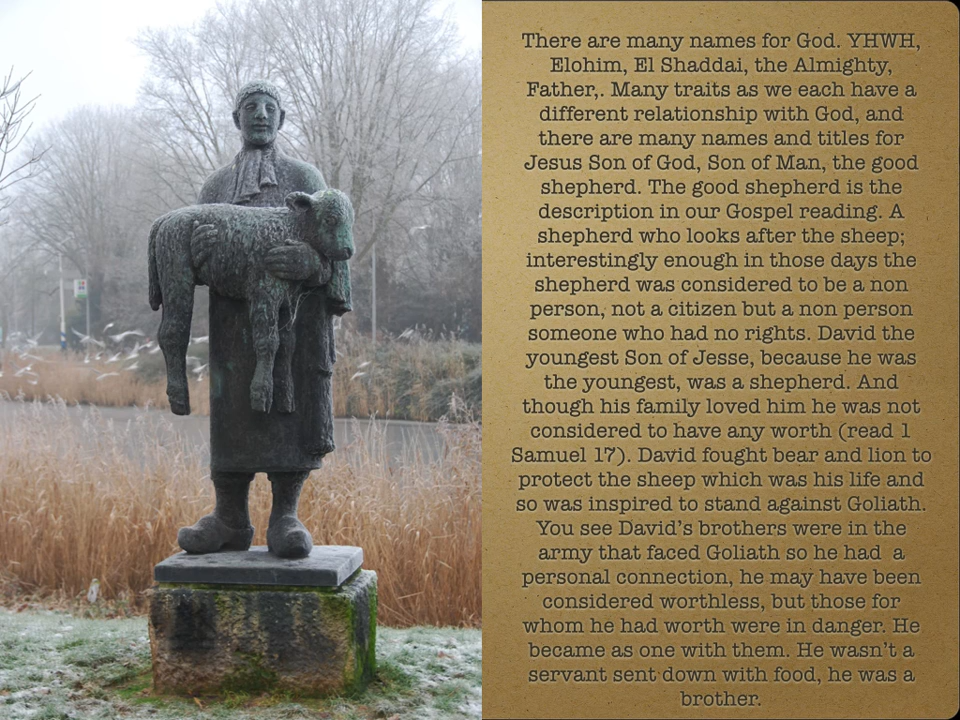 There are many names for God. YHWH,
Elohim, El Shaddai, the Almighty,
Father,. Many traits as we each have a
different relationship with God, and
there are many names and titles for
Jesus Son of God, Son of Man, the good
shepherd. The good shepherd is the
description in our Gospel reading. A
shepherd who looks after the sheep;
interestingly enough in those days the
shepherd was considered to be a non
person, not a citizen but a non person
someone who had no rights. David the
youngest Son of Jesse, because he was
the youngest, was a shepherd. And
though his family loved him he was not
considered to have any worth (read 1
Samuel 17). David fought bear and lion to
protect the sheep which was his life and
so was inspired to stand against Goliath.
You see David’s brothers were in the
army that faced Goliath so he had  a
personal connection, he may have been
considered worthless, but those for
whom he had worth were in danger. He
became as one with them. He wasn’t a
servant sent down with food, he was a
brother.